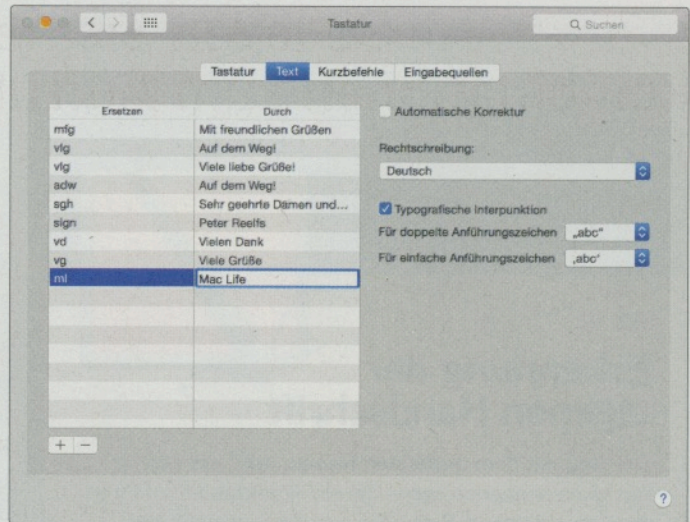 Tastatur
Suchen
Tastatur Text Kurzbefehle Eingabequellen
Ersetzen Durch
mfg Mit freundlichen Grüßen
vlg Auf dem Weg!
vlg Viele liebe Grüße!
adw Auf dem Weg!
sgh Sehr geehrte Damen und...
sign Peter Reelfs
vd Vielen Dank
vg Viele Grüße
ml Mac Life
+ −
Automatische Korrektur
Rechtschreibung:
Deutsch
Typografische Interpunktion
Für doppelte Anführungszeichen „abc“
Für einfache Anführungszeichen ‚abc‘
?